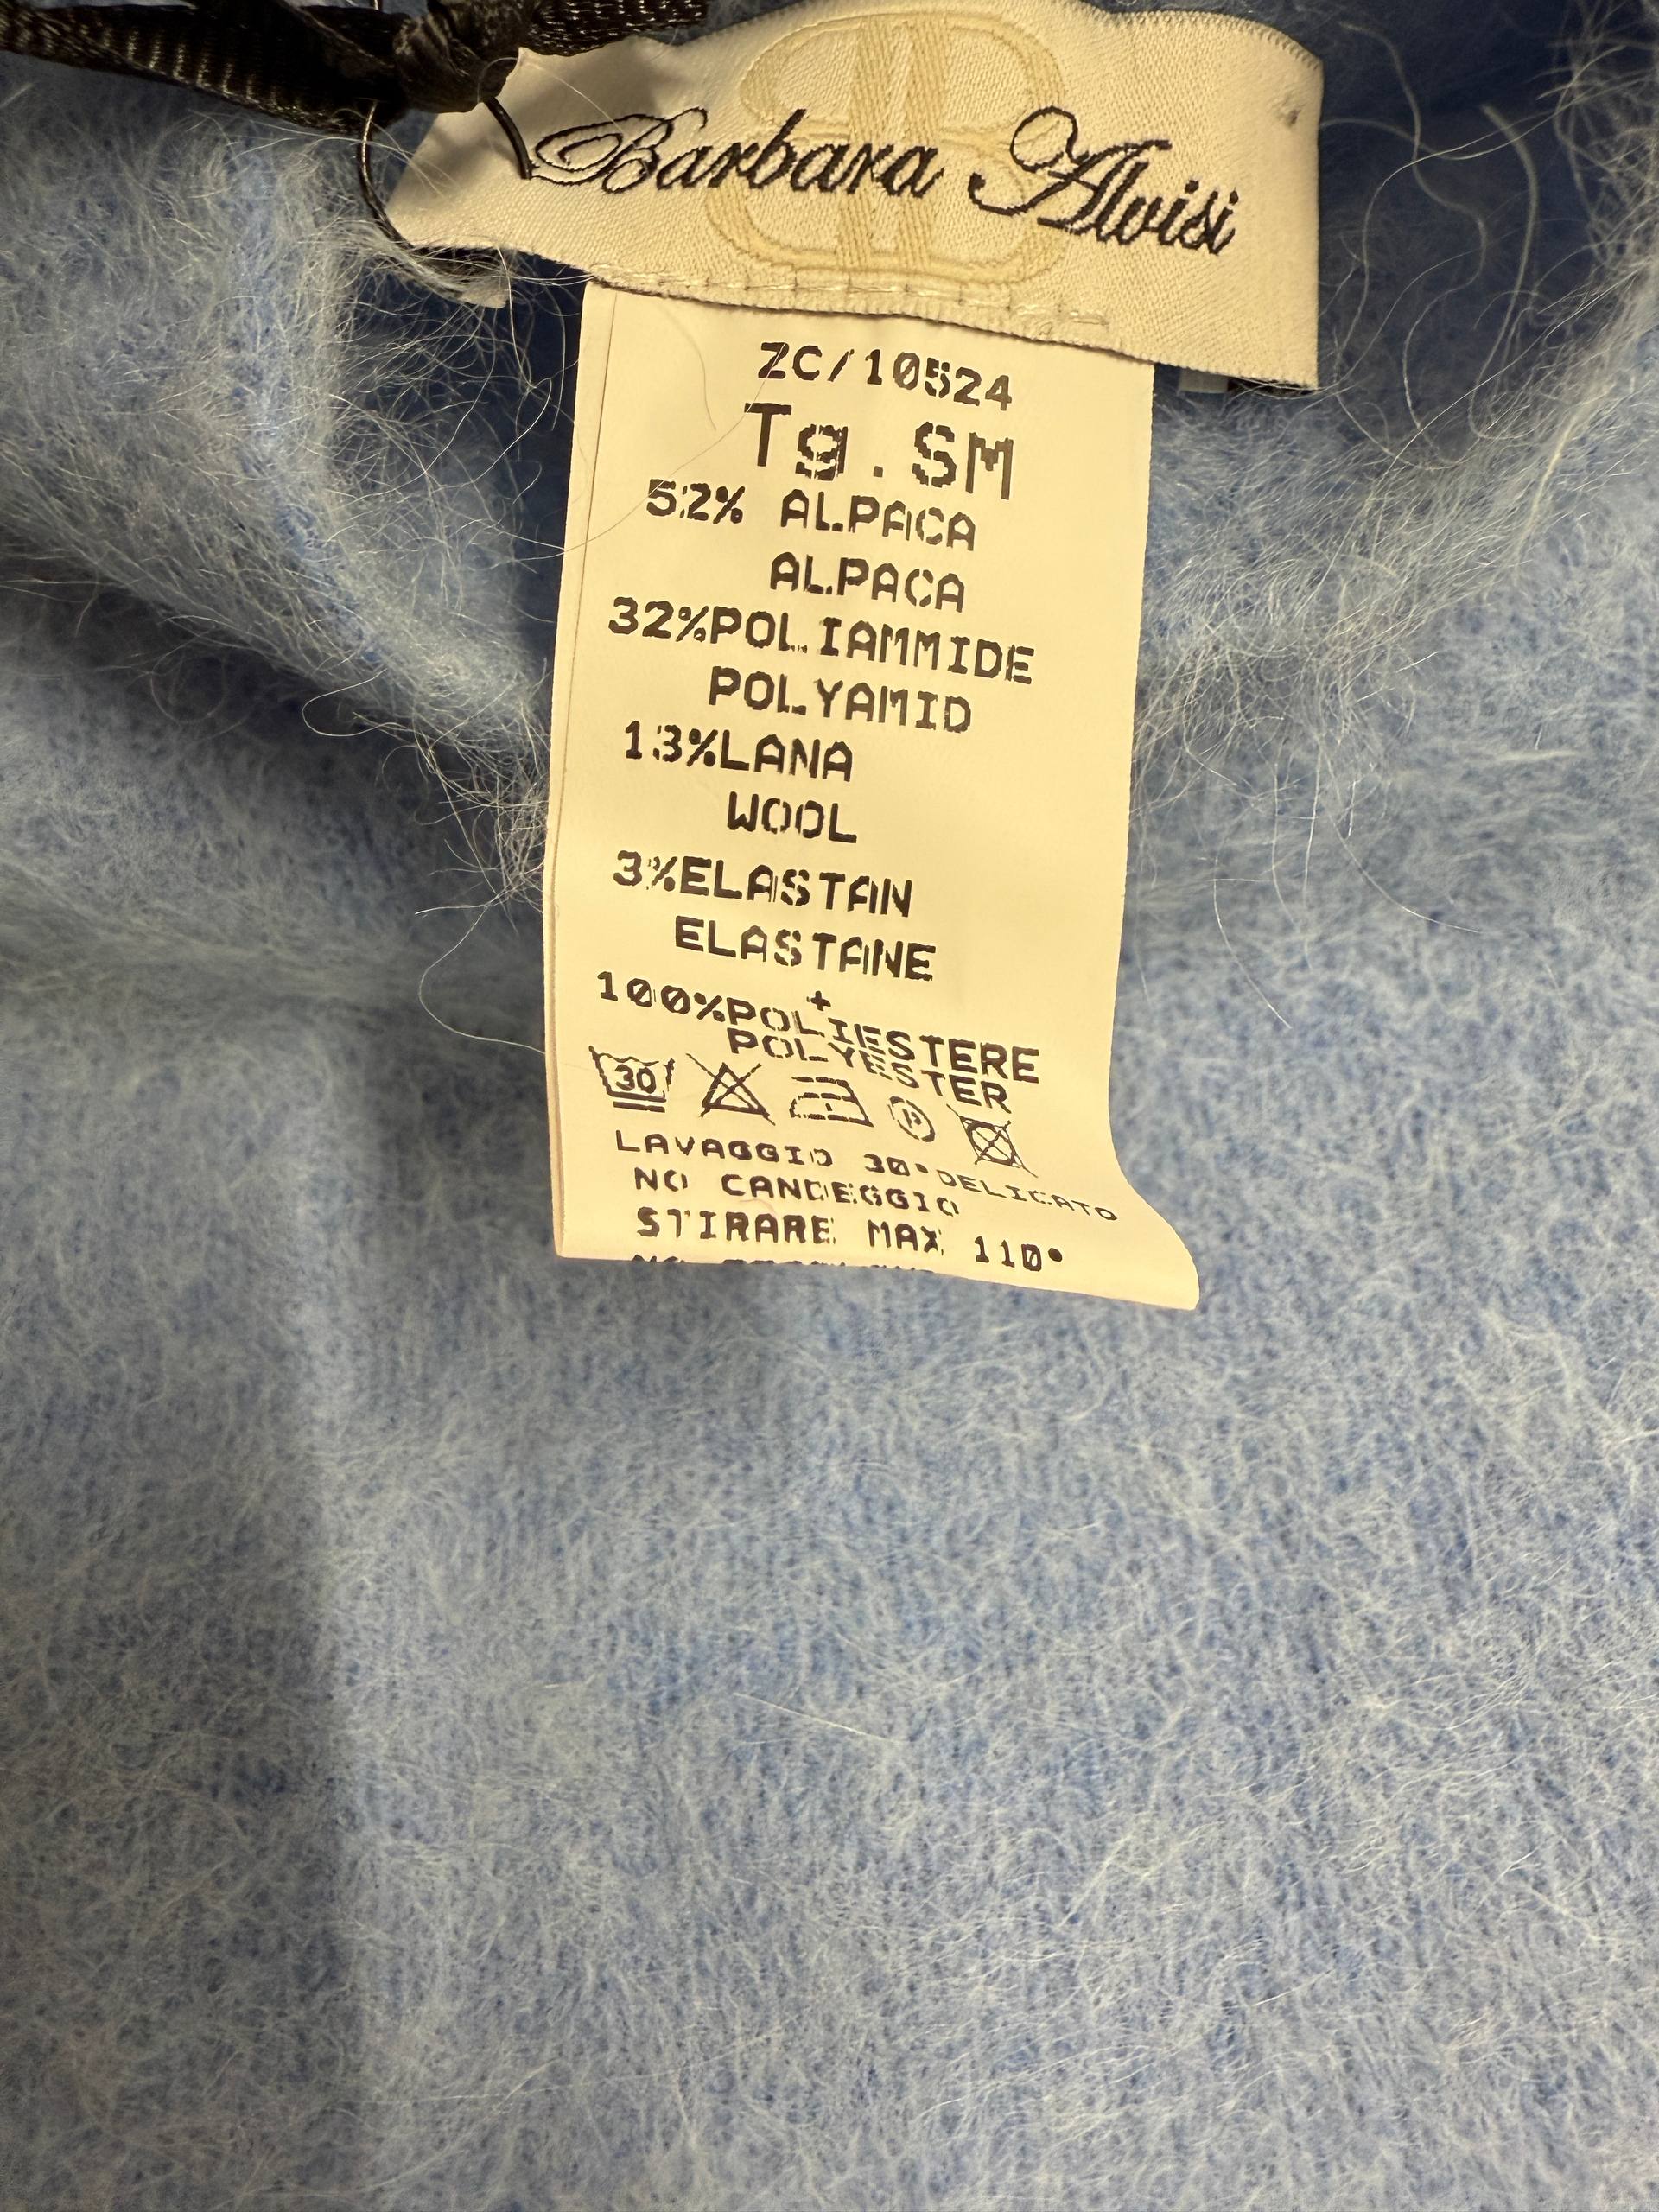 Barbara Alvisi
ZC/10524
Tg.SM
52% ALPACA
ALPACA
32%POLIAMMIDE
POLYAMID
13%LANA
WOOL
3%ELASTAN
ELASTANE
+
100%POLIESTERE
POLYESTER
30
LAVAGGIO 30°DELICATO
NO CANDEGGIO
STIRARE MAX 110°